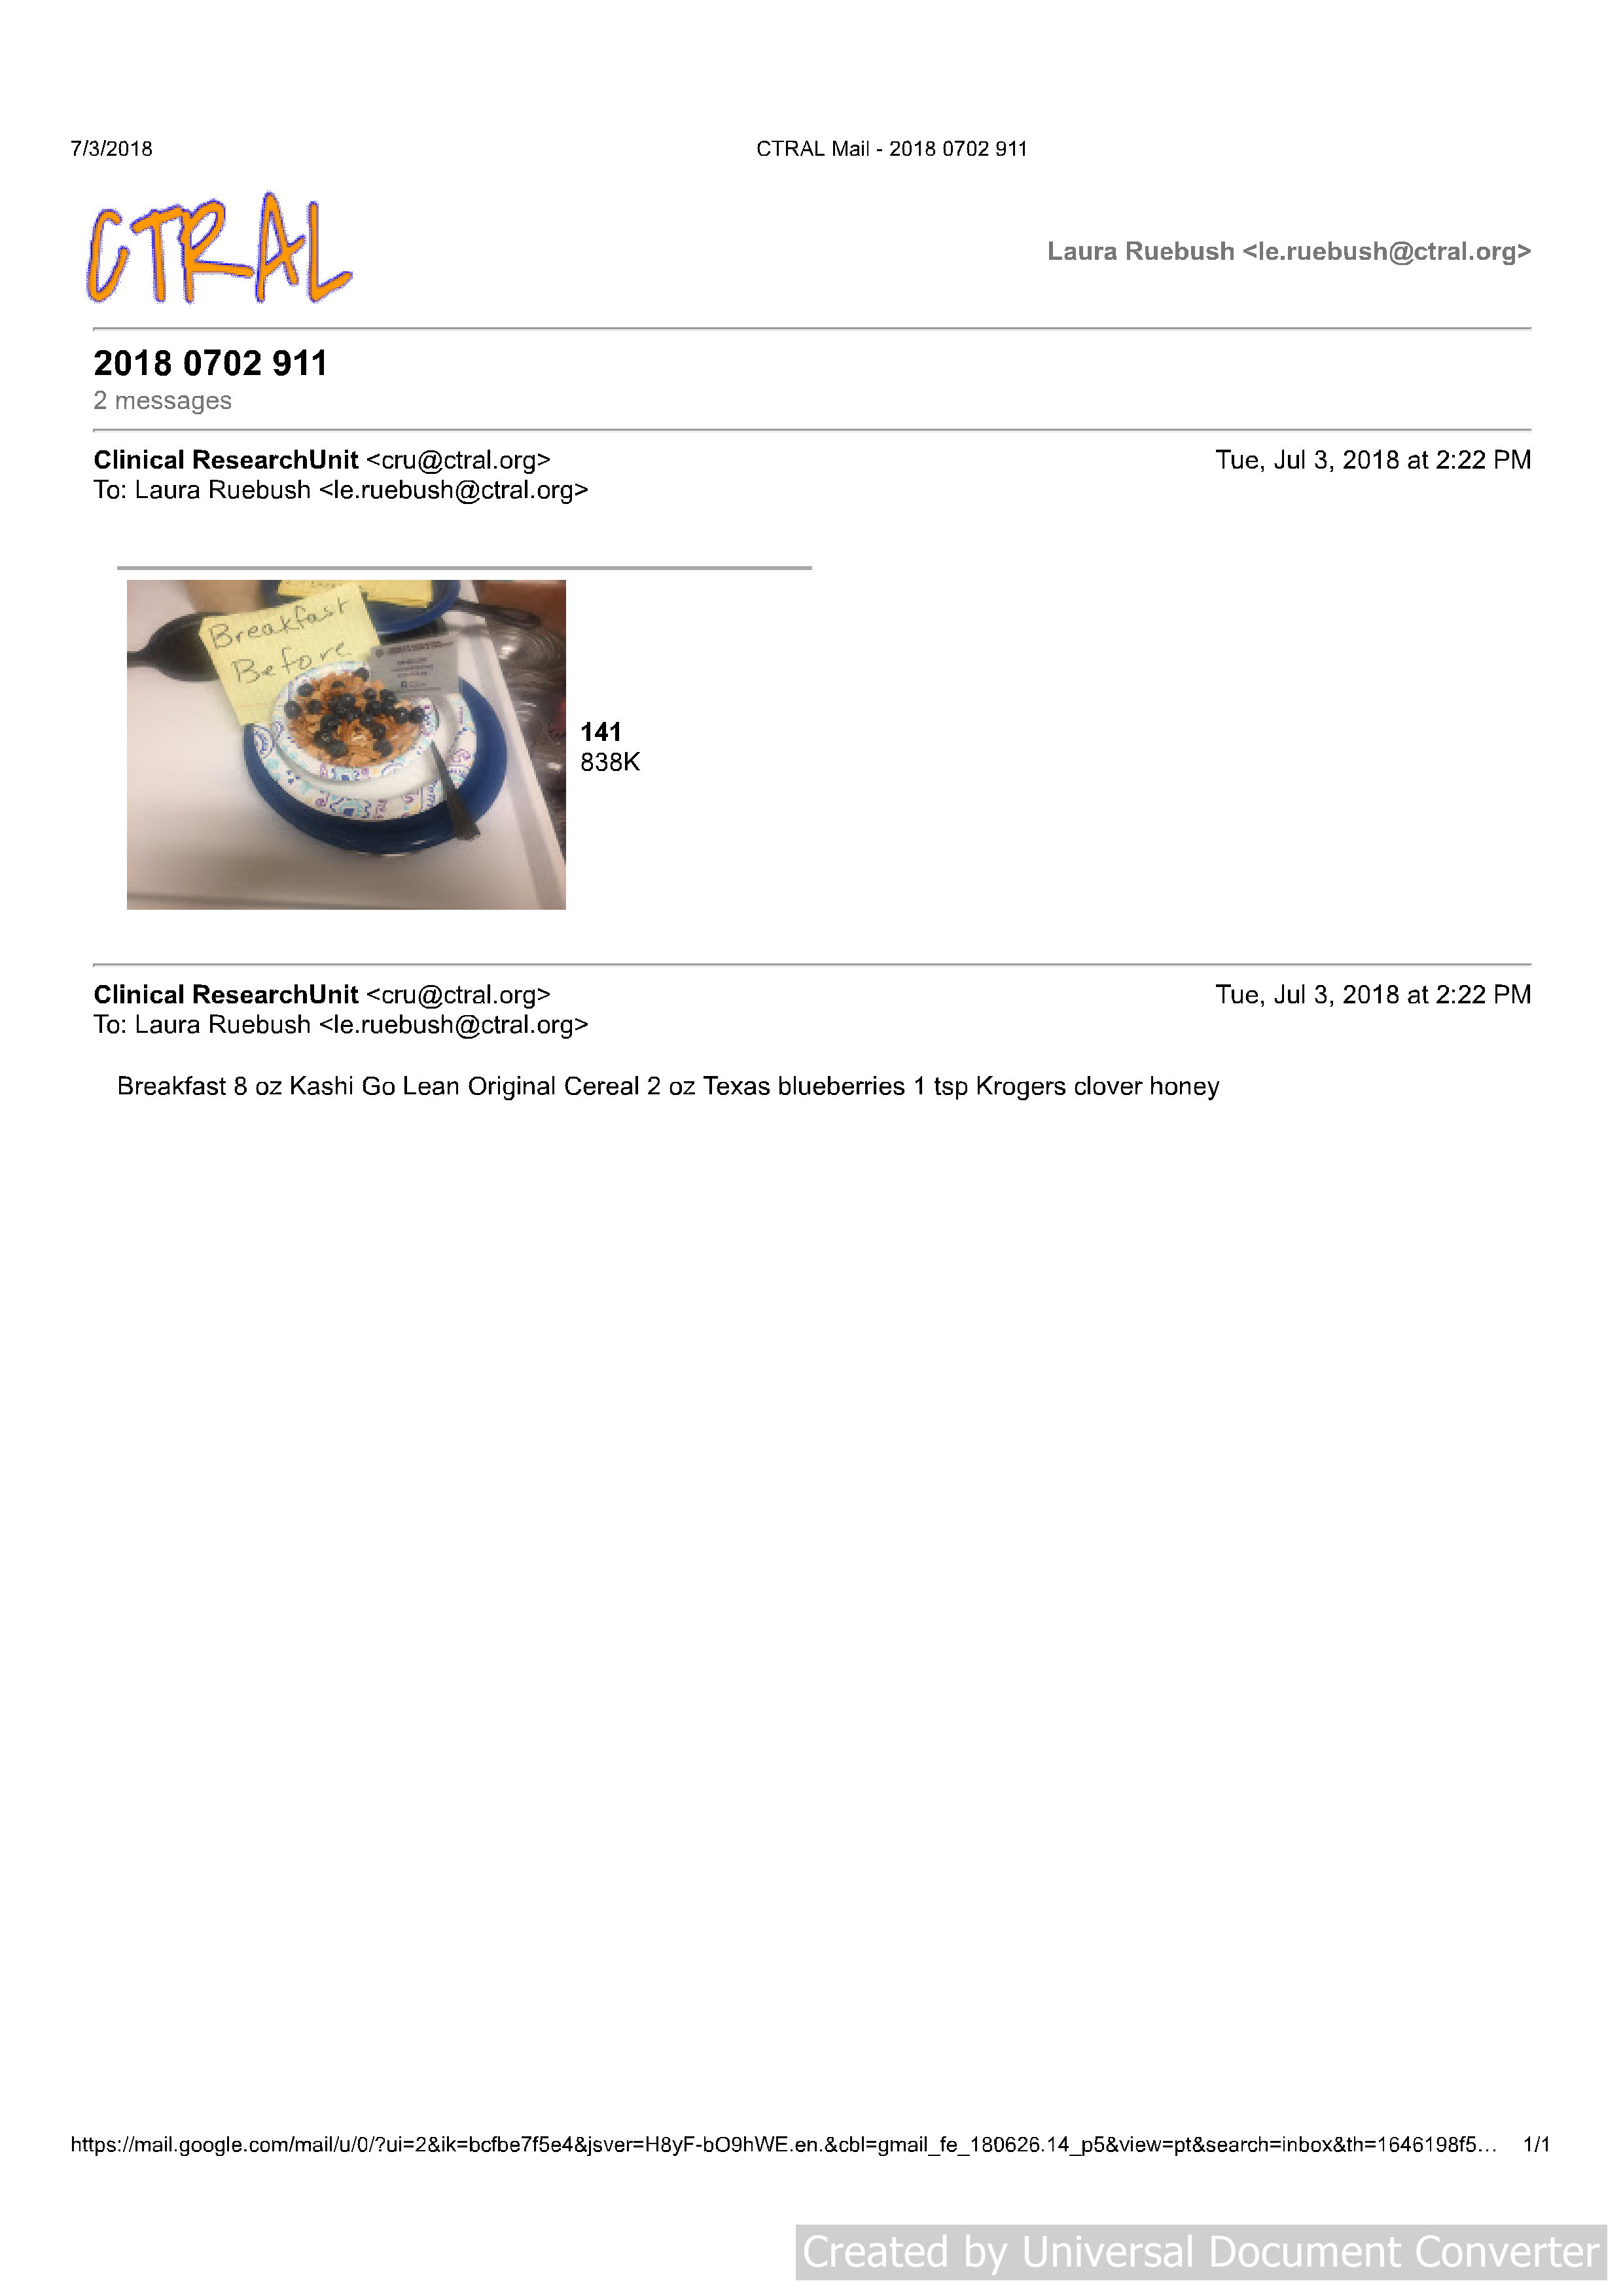 7/3/2018
CTRAL Mail - 2018 0702 911
CTRAL
Laura Ruebush <le.ruebush@ctral.org>
2018 0702 911
2 messages
Clinical ResearchUnit <cru@ctral.org>
Tue, Jul 3, 2018 at 2:22 PM
To: Laura Ruebush <le.ruebush@ctral.org>
Breakfast
Before
141
838K
Clinical ResearchUnit <cru@ctral.org>
Tue, Jul 3, 2018 at 2:22 PM
To: Laura Ruebush <le.ruebush@ctral.org>
Breakfast 8 oz Kashi Go Lean Original Cereal 2 oz Texas blueberries 1 tsp Krogers clover honey
https://mail.google.com/mail/u/0/?ui=2&ik=bcfbe7f5e4&jsver=H8yF-bO9hWE.en.&cbl=gmail_fe_180626.14_p5&view=pt&search=inbox&th=1646198f5…
1/1
Created by Universal Document Converter